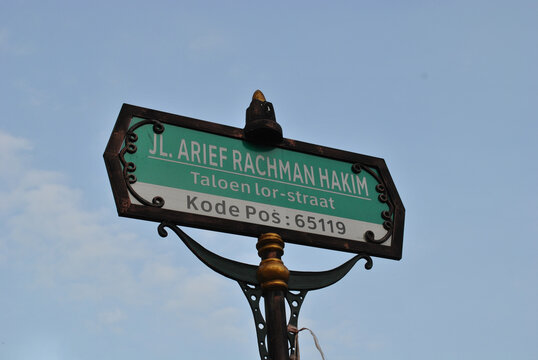 JL. ARIEF RACHMAN HAKIM
Taloen lor-straat
Kode Pos : 65119